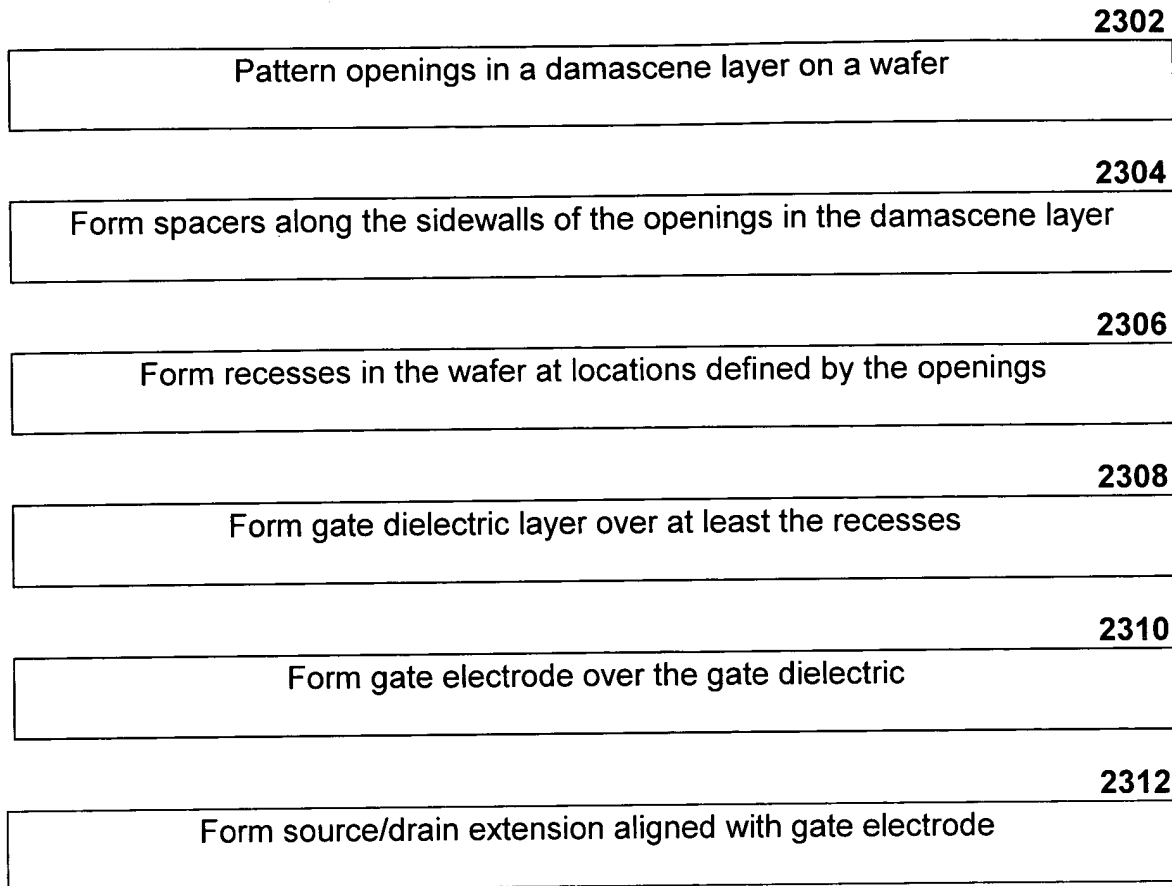 2302
Pattern openings in a damascene layer on a wafer
2304
Form spacers along the sidewalls of the openings in the damascene layer
2306
Form recesses in the wafer at locations defined by the openings
2308
Form gate dielectric layer over at least the recesses
2310
Form gate electrode over the gate dielectric
2312
Form source/drain extension aligned with gate electrode